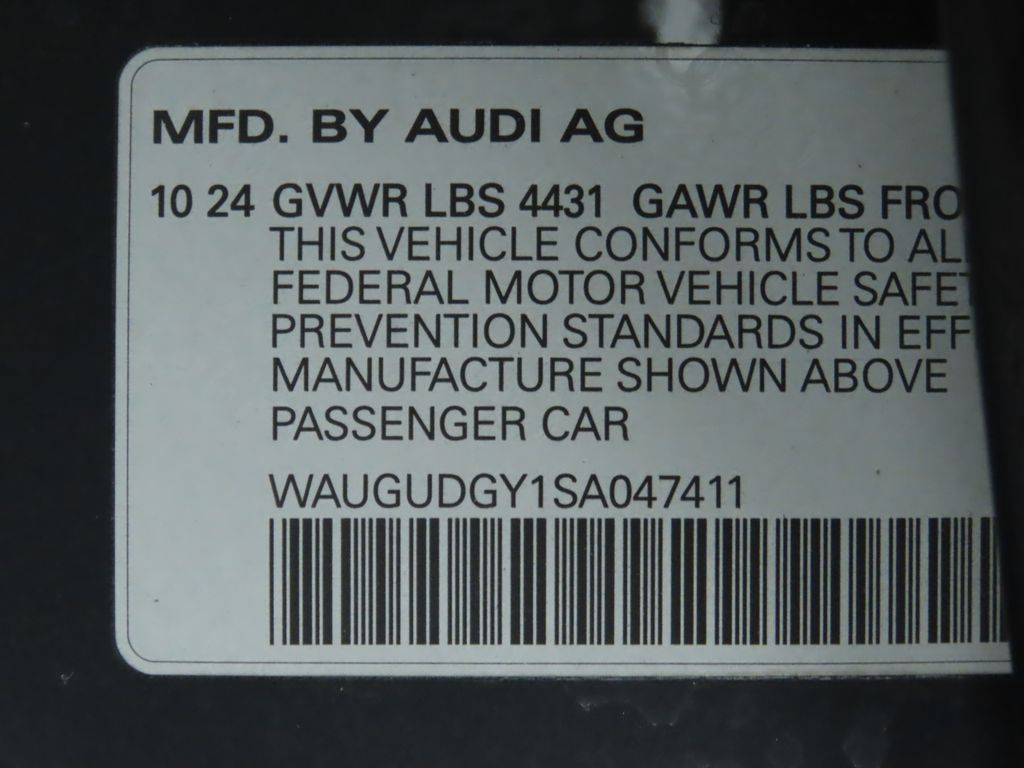 MFD. BY AUDI AG
10 24 GVWR LBS 4431 GAWR LBS FRO
THIS VEHICLE CONFORMS TO AL
FEDERAL MOTOR VEHICLE SAFET
PREVENTION STANDARDS IN EFF
MANUFACTURE SHOWN ABOVE
PASSENGER CAR
WAUGUDGY1SA047411